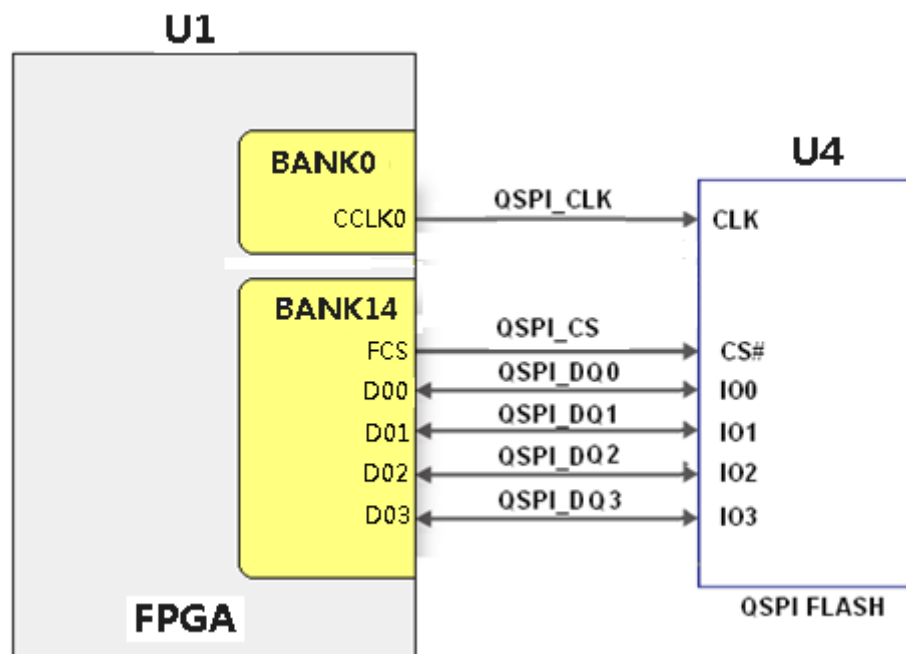 U1
BANK0
CCLK0
QSPI_CLK
U4
CLK
BANK14
FCS
QSPI_CS
CS#
D00
QSPI_DQ0
IO0
D01
QSPI_DQ1
IO1
D02
QSPI_DQ2
IO2
D03
QSPI_DQ3
IO3
FPGA
QSPI FLASH